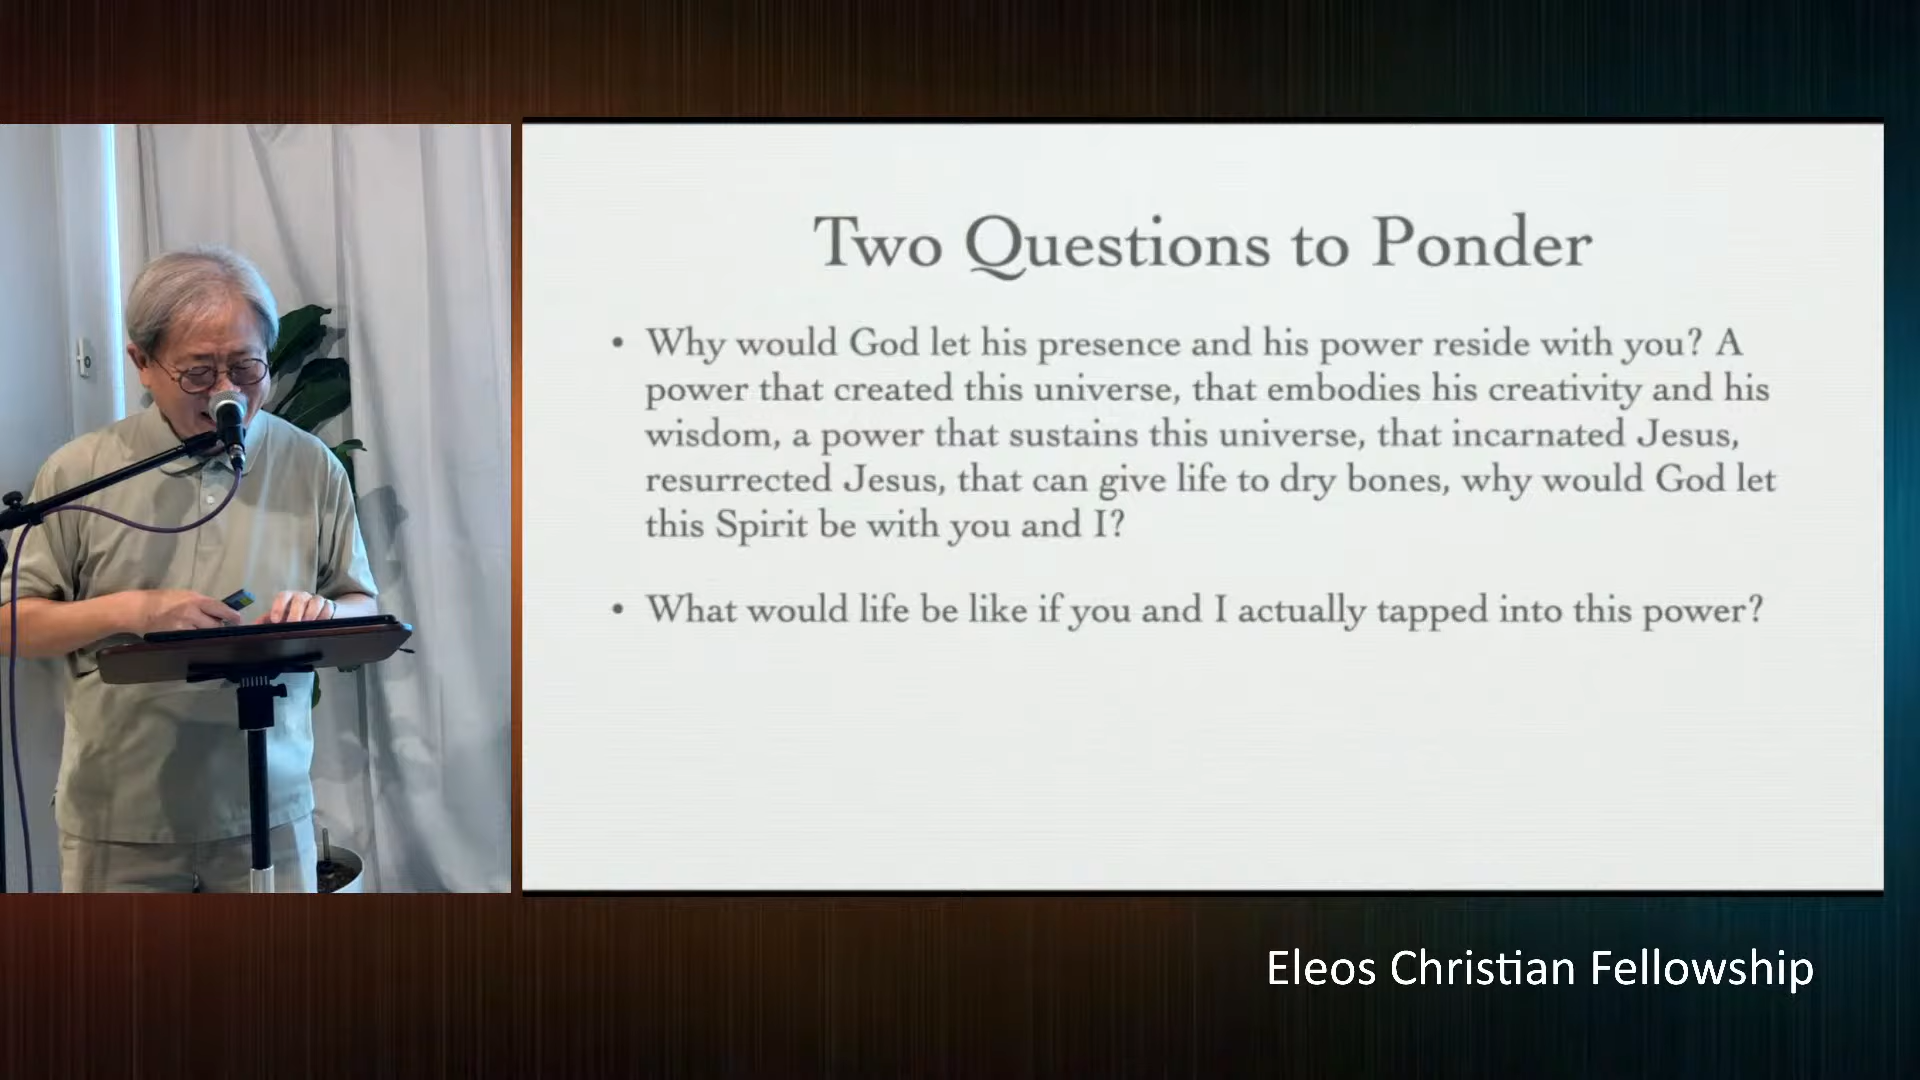 Two Questions to Ponder
• Why would God let his presence and his power reside with you? A
power that created this universe, that embodies his creativity and his
wisdom, a power that sustains this universe, that incarnated Jesus,
resurrected Jesus, that can give life to dry bones, why would God let
this Spirit be with you and I?
• What would life be like if you and I actually tapped into this power?
Eleos Christian Fellowship